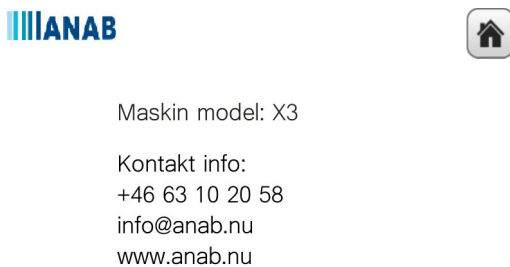 ANAB
Maskin model: X3
Kontakt info:
+46 63 10 20 58
info@anab.nu
www.anab.nu